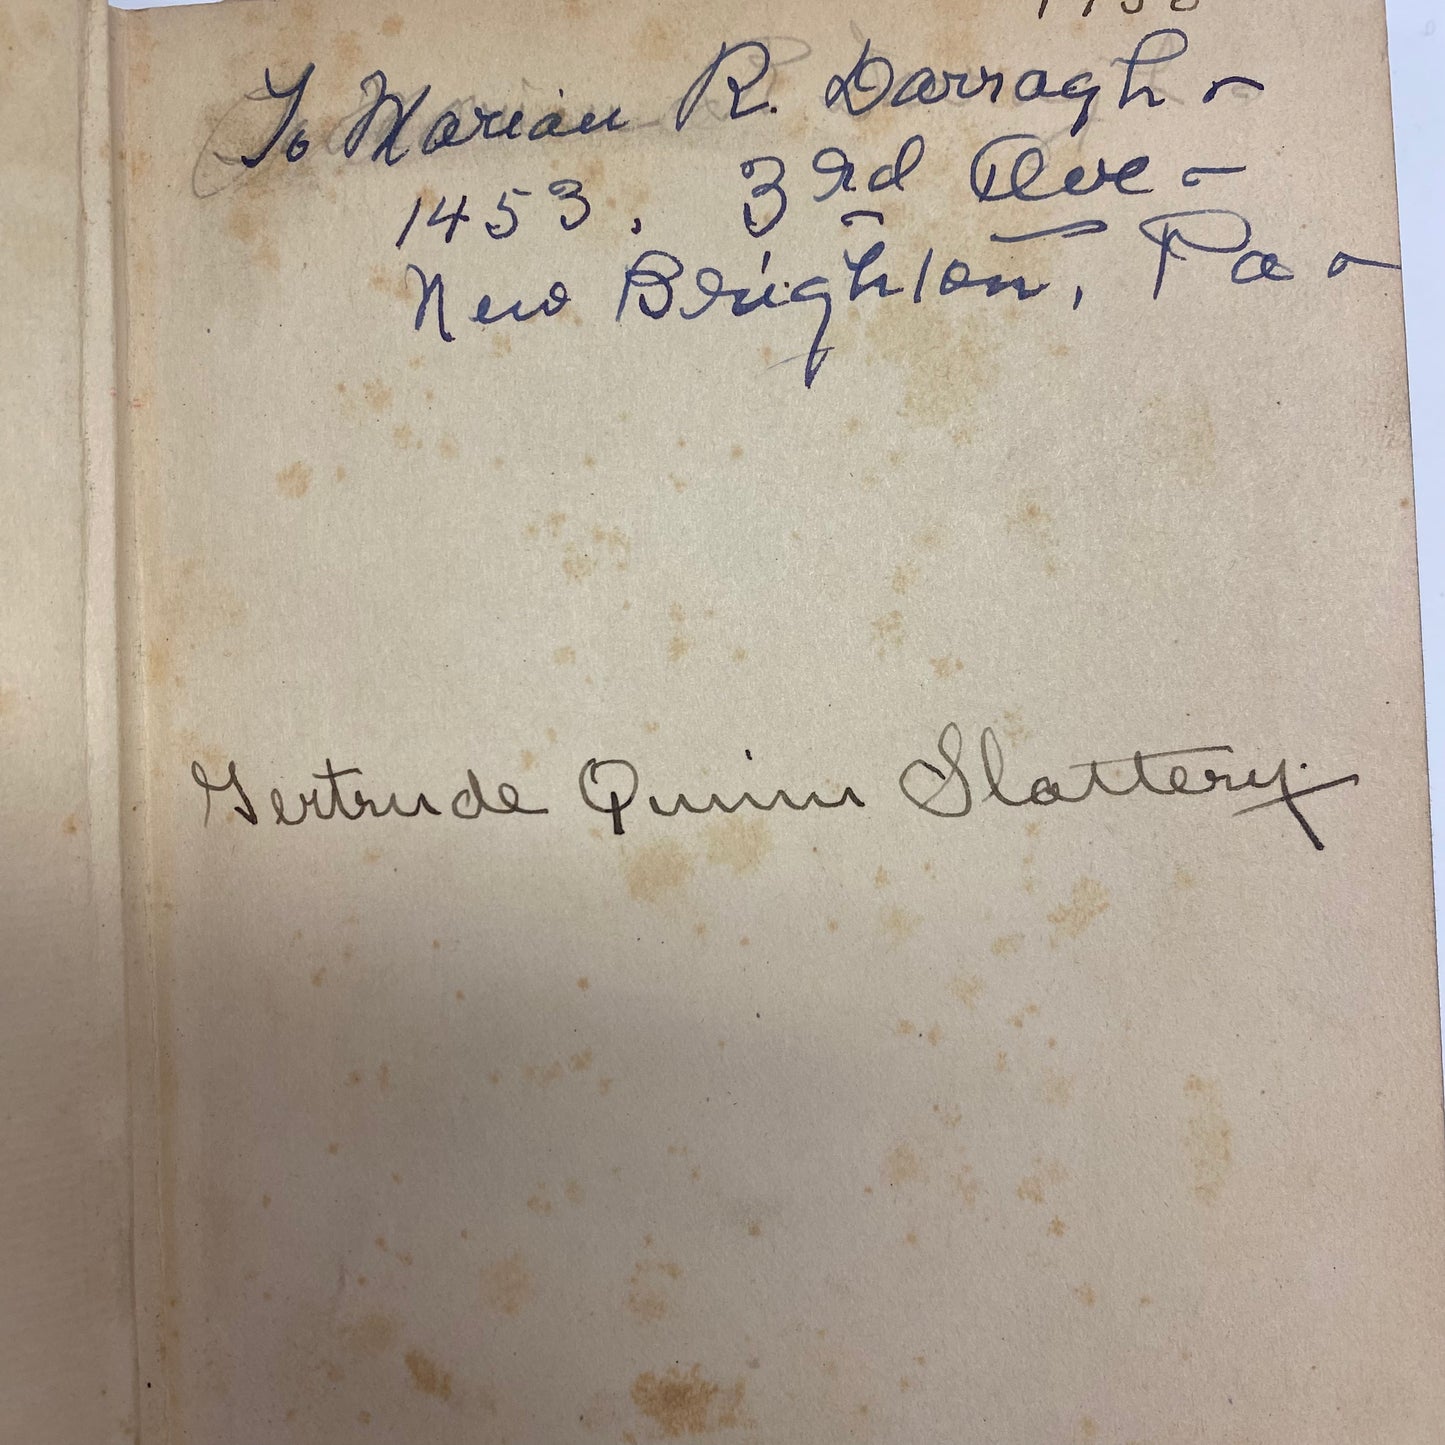 To Marian R. Darragh -
1453, 3rd Ave -
New Brighton, Pa -
Gertrude Quinn Slattery.